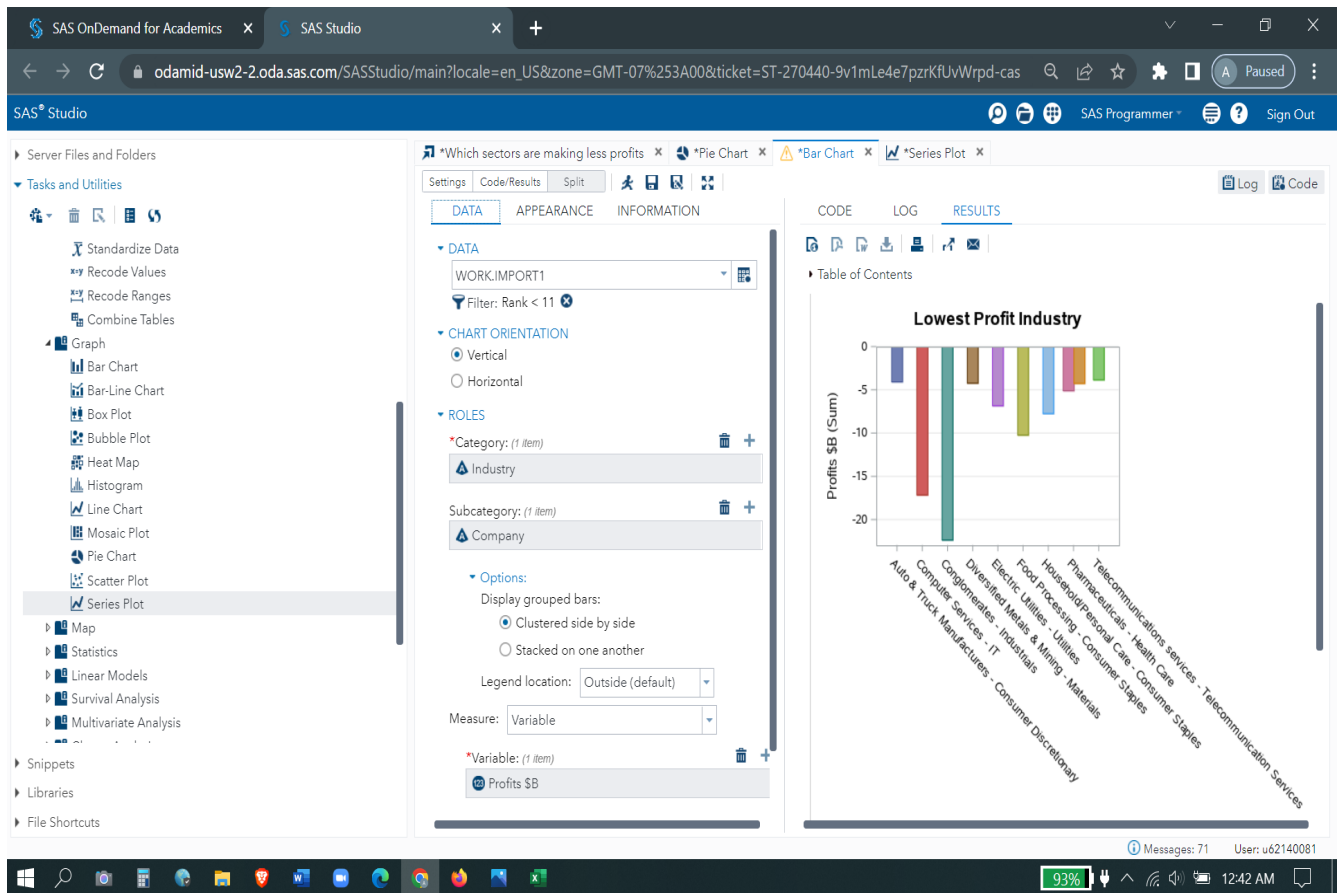 SAS OnDemand for Academics
SAS Studio
odamid-usw2-2.oda.sas.com/SASStudio/main?locale=en_US&zone=GMT-07%253A00&ticket=ST-270440-9v1mLe4e7pzrKfUvWrpd-cas
A Paused
SAS® Studio
SAS Programmer
Sign Out
Server Files and Folders
Tasks and Utilities
Standardize Data
Recode Values
Recode Ranges
Combine Tables
Graph
Bar Chart
Bar-Line Chart
Box Plot
Bubble Plot
Heat Map
Histogram
Line Chart
Mosaic Plot
Pie Chart
Scatter Plot
Series Plot
Map
Statistics
Linear Models
Survival Analysis
Multivariate Analysis
Snippets
Libraries
File Shortcuts
*Which sectors are making less profits
*Pie Chart
*Bar Chart
*Series Plot
Settings Code/Results Split
Log Code
DATA APPEARANCE INFORMATION
DATA
WORK.IMPORT1
Filter: Rank < 11
CHART ORIENTATION
Vertical
Horizontal
ROLES
*Category: (1 item)
Industry
Subcategory: (1 item)
Company
Options:
Display grouped bars:
Clustered side by side
Stacked on one another
Legend location: Outside (default)
Measure: Variable
*Variable: (1 item)
123 Profits $B
CODE LOG RESULTS
Table of Contents
Lowest Profit Industry
0
-5
-10
-15
-20
Profits $B (Sum)
Auto & Truck Manufacturers - Consumer Discretionary
Computer Services - IT
Conglomerates - Industrials
Diversified Metals & Mining - Materials
Electric Utilities - Utilities
Food Processing - Consumer Staples
Household/Personal Care - Consumer Staples
Pharmaceuticals - Health Care
Telecommunications services - Telecommunication Services
Messages: 71
User: u62140081
93%
12:42 AM